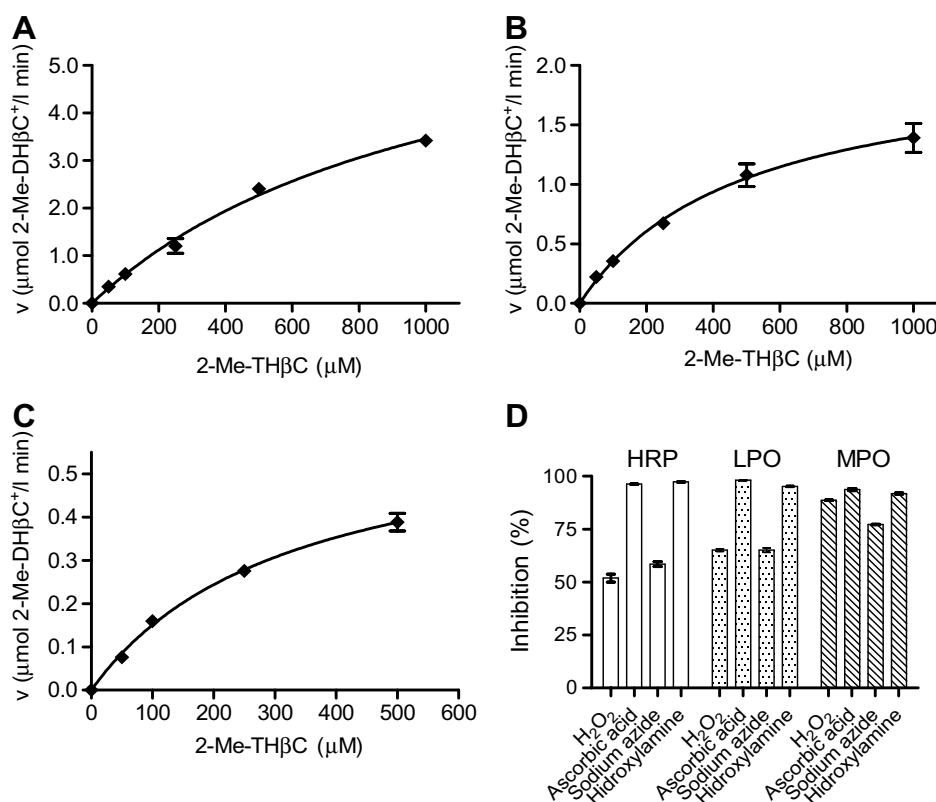 A
v (μmol 2-Me-DHβC⁺/l min)
5.0
4.0
3.0
2.0
1.0
0.0
0 200 400 600 800 1000
2-Me-THβC (μM)
B
v (μmol 2-Me-DHβC⁺/l min)
2.0
1.5
1.0
0.5
0.0
0 200 400 600 800 1000
2-Me-THβC (μM)
C
v (μmol 2-Me-DHβC⁺/l min)
0.5
0.4
0.3
0.2
0.1
0.0
0 100 200 300 400 500 600
2-Me-THβC (μM)
D
HRP LPO MPO
Inhibition (%)
100
75
50
25
0
H₂O₂
Ascorbic acid
Sodium azide
Hidroxylamine
H₂O₂
Ascorbic acid
Sodium azide
Hidroxylamine
H₂O₂
Ascorbic acid
Sodium azide
Hidroxylamine